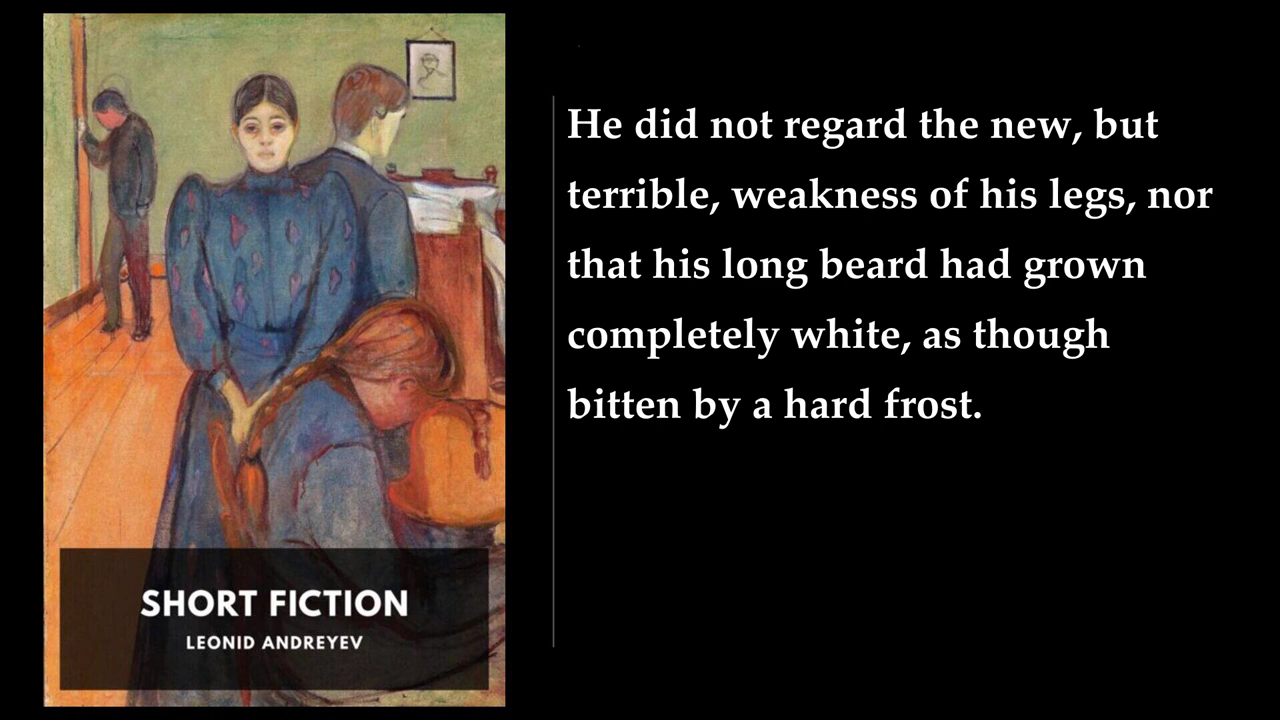 He did not regard the new, but
terrible, weakness of his legs, nor
that his long beard had grown
completely white, as though
bitten by a hard frost.
SHORT FICTION
LEONID ANDREYEV